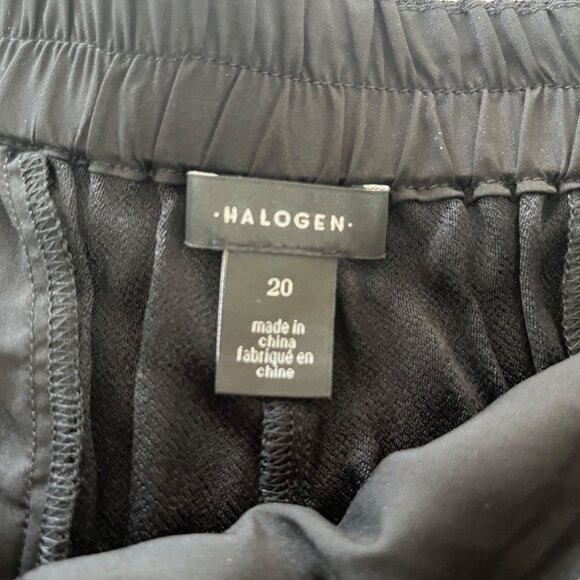 ·HALOGEN·
20
made in
china
fabriqué en
chine